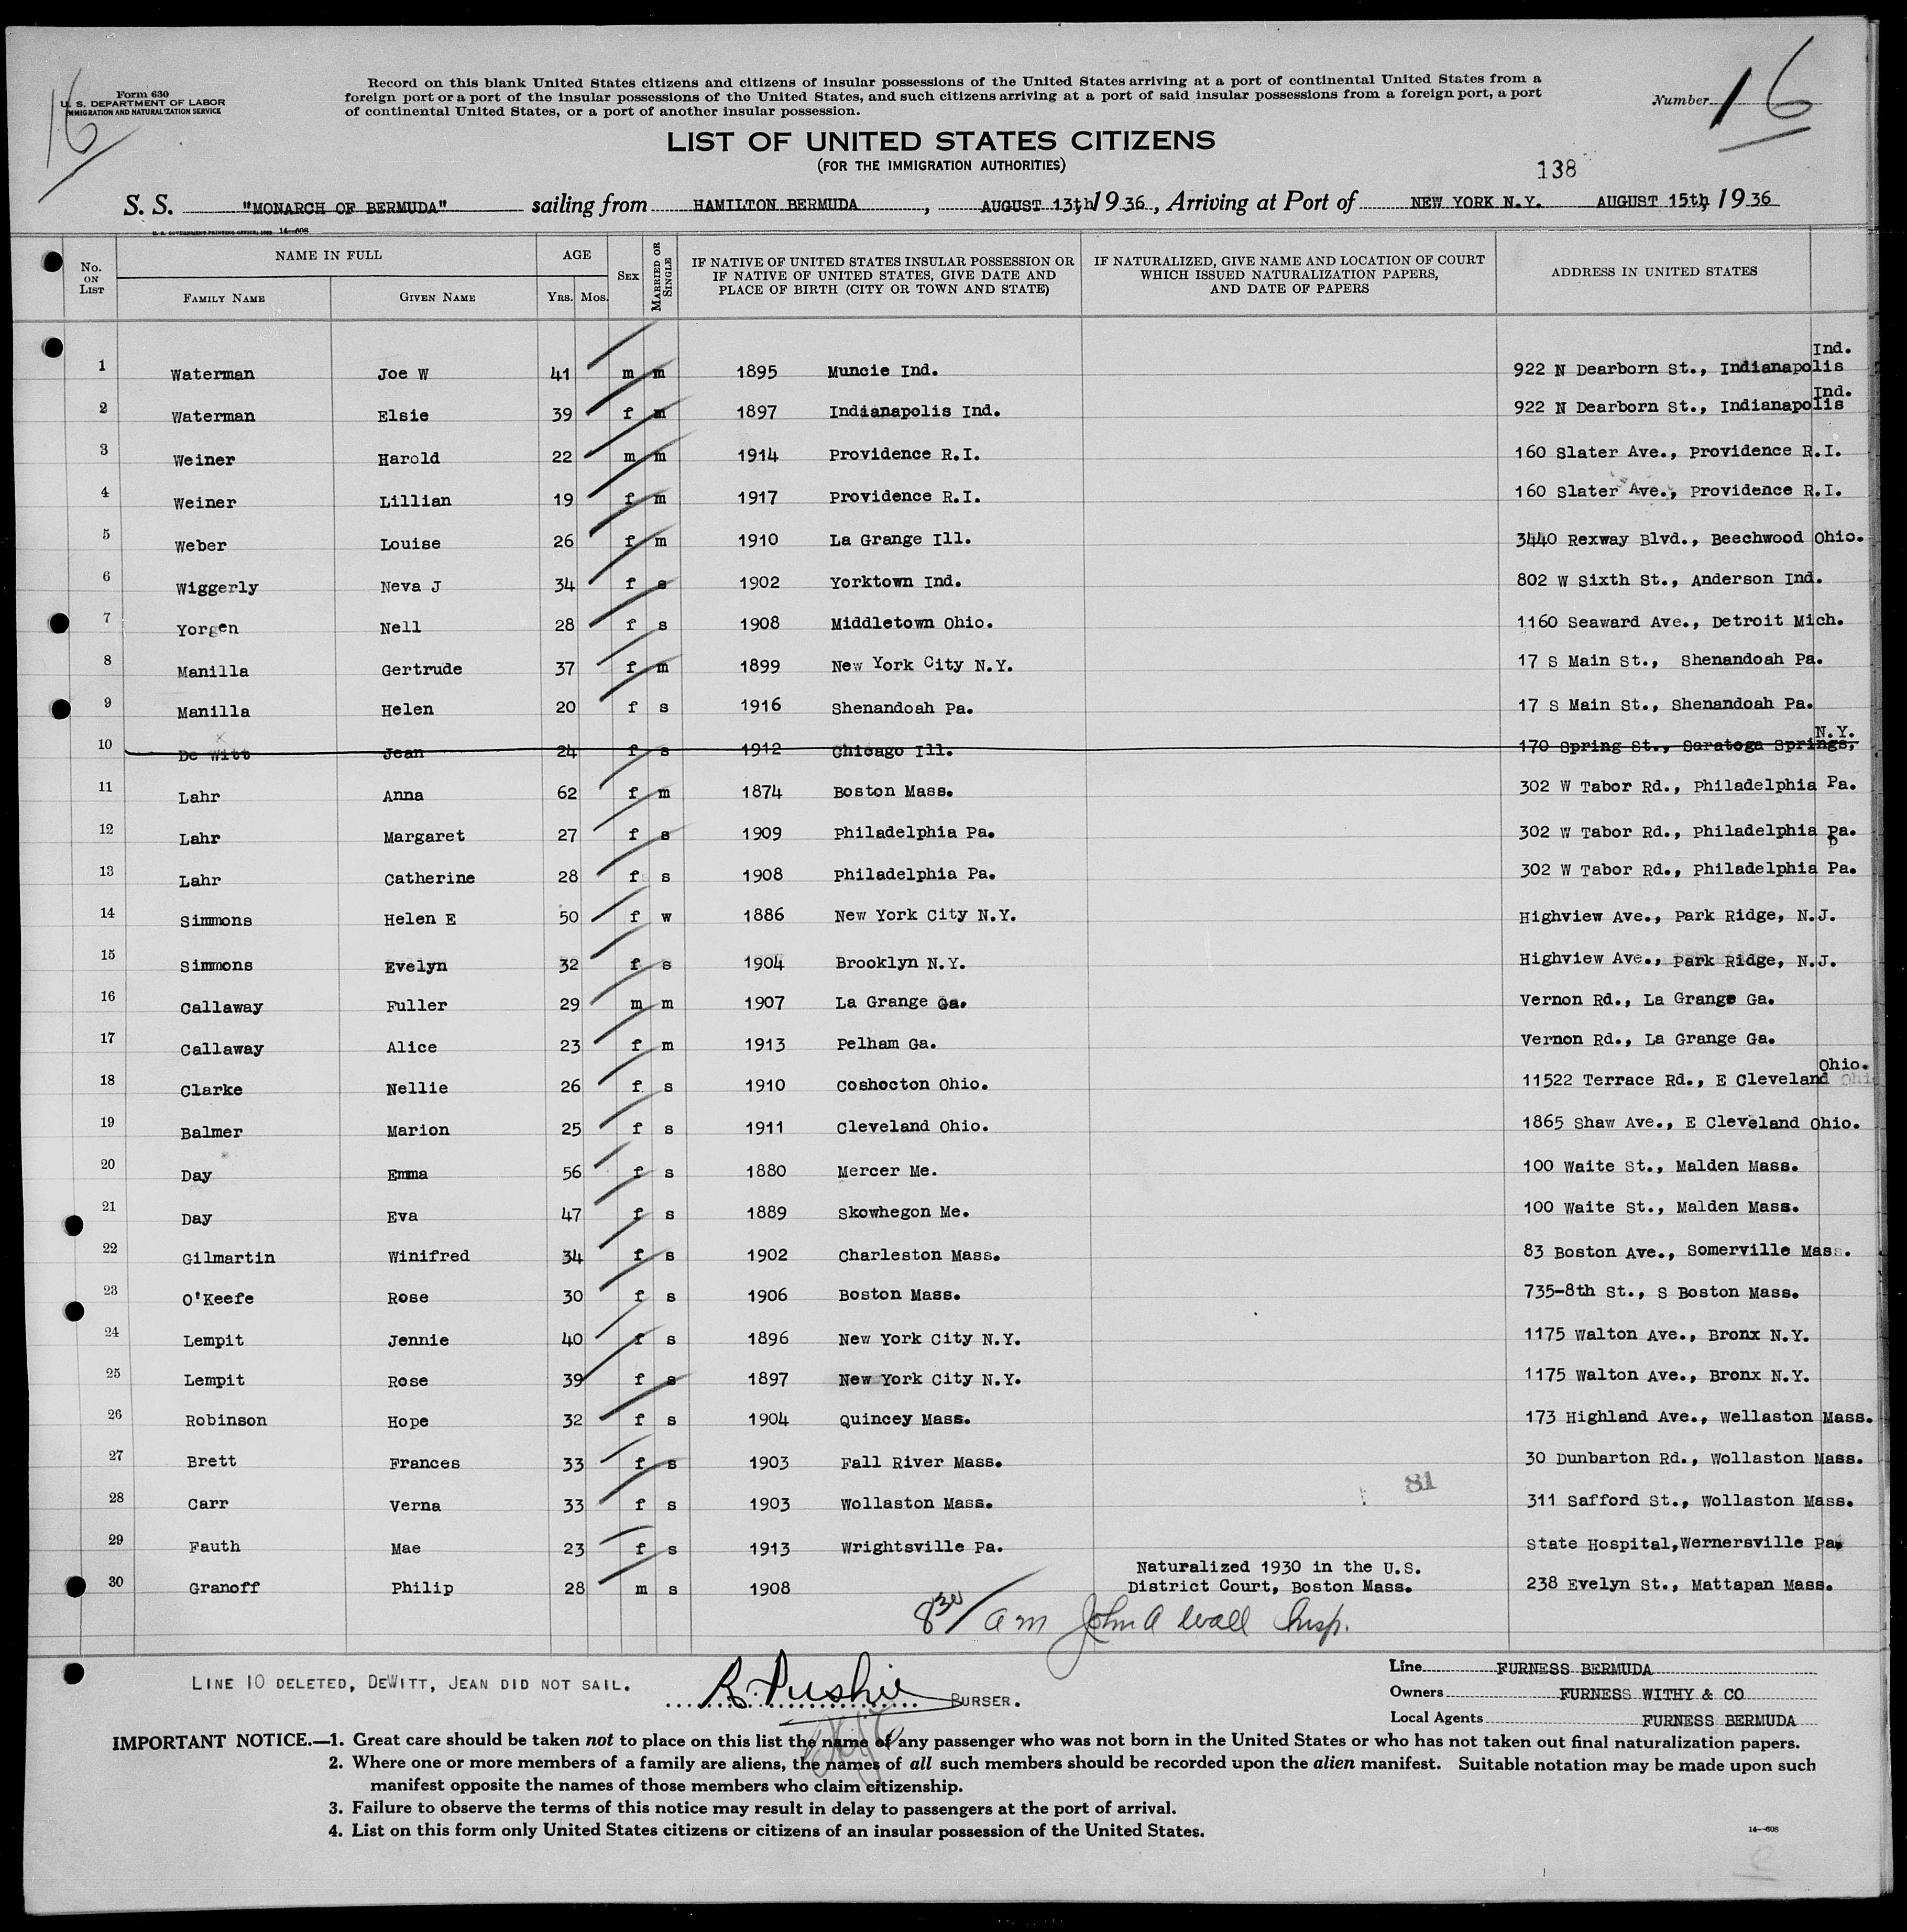 16
Form 630
U. S. DEPARTMENT OF LABOR
IMMIGRATION AND NATURALIZATION SERVICE
Record on this blank United States citizens and citizens of insular possessions of the United States arriving at a port of continental United States from a
foreign port or a port of the insular possessions of the United States, and such citizens arriving at a port of said insular possessions from a foreign port, a port
of continental United States, or a port of another insular possession.
Number 16
LIST OF UNITED STATES CITIZENS
(FOR THE IMMIGRATION AUTHORITIES)
138
S. S. "MONARCH OF BERMUDA" sailing from HAMILTON BERMUDA, AUGUST 13th, 1936, Arriving at Port of NEW YORK N.Y. AUGUST 15th, 1936
14—608
No. ON LIST
NAME IN FULL
FAMILY NAME
GIVEN NAME
AGE
YRS. MOS.
SEX
MARRIED OR SINGLE
IF NATIVE OF UNITED STATES INSULAR POSSESSION OR
IF NATIVE OF UNITED STATES, GIVE DATE AND
PLACE OF BIRTH (CITY OR TOWN AND STATE)
IF NATURALIZED, GIVE NAME AND LOCATION OF COURT
WHICH ISSUED NATURALIZATION PAPERS,
AND DATE OF PAPERS
ADDRESS IN UNITED STATES
1 Waterman Joe W 41 m m 1895 Muncie Ind. 922 N Dearborn St., Indianapolis Ind.
2 Waterman Elsie 39 f m 1897 Indianapolis Ind. 922 N Dearborn St., Indianapolis Ind.
3 Weiner Harold 22 m m 1914 Providence R.I. 160 Slater Ave., Providence R.I.
4 Weiner Lillian 19 f m 1917 Providence R.I. 160 Slater Ave., Providence R.I.
5 Weber Louise 26 f m 1910 La Grange Ill. 3440 Rexway Blvd., Beechwood Ohio.
6 Wiggerly Neva J 34 f s 1902 Yorktown Ind. 802 W Sixth St., Anderson Ind.
7 Yorgen Nell 28 f s 1908 Middletown Ohio. 1160 Seaward Ave., Detroit Mich.
8 Manilla Gertrude 37 f m 1899 New York City N.Y. 17 S Main St., Shenandoah Pa.
9 Manilla Helen 20 f s 1916 Shenandoah Pa. 17 S Main St., Shenandoah Pa.
10 De Witt Jean 24 f s 1912 Chicago Ill. 170 Spring St., Saratoga Springs, N.Y.
11 Lahr Anna 62 f m 1874 Boston Mass. 302 W Tabor Rd., Philadelphia Pa.
12 Lahr Margaret 27 f s 1909 Philadelphia Pa. 302 W Tabor Rd., Philadelphia Pa.
13 Lahr Catherine 28 f s 1908 Philadelphia Pa. 302 W Tabor Rd., Philadelphia Pa.
14 Simmons Helen E 50 f w 1886 New York City N.Y. Highview Ave., Park Ridge, N.J.
15 Simmons Evelyn 32 f s 1904 Brooklyn N.Y. Highview Ave., Park Ridge, N.J.
16 Callaway Fuller 29 m m 1907 La Grange Ga. Vernon Rd., La Grange Ga.
17 Callaway Alice 23 f m 1913 Pelham Ga. Vernon Rd., La Grange Ga.
18 Clarke Nellie 26 f s 1910 Coshocton Ohio. 11522 Terrace Rd., E Cleveland Ohio.
19 Balmer Marion 25 f s 1911 Cleveland Ohio. 1865 Shaw Ave., E Cleveland Ohio.
20 Day Emma 56 f s 1880 Mercer Me. 100 Waite St., Malden Mass.
21 Day Eva 47 f s 1889 Skowhegon Me. 100 Waite St., Malden Mass.
22 Gilmartin Winifred 34 f s 1902 Charleston Mass. 83 Boston Ave., Somerville Mass.
23 O'Keefe Rose 30 f s 1906 Boston Mass. 735-8th St., S Boston Mass.
24 Lempit Jennie 40 f s 1896 New York City N.Y. 1175 Walton Ave., Bronx N.Y.
25 Lempit Rose 39 f s 1897 New York City N.Y. 1175 Walton Ave., Bronx N.Y.
26 Robinson Hope 32 f s 1904 Quincey Mass. 173 Highland Ave., Wellaston Mass.
27 Brett Frances 33 f s 1903 Fall River Mass. 30 Dunbarton Rd., Wollaston Mass.
81
28 Carr Verna 33 f s 1903 Wollaston Mass. 311 Safford St., Wollaston Mass.
29 Fauth Mae 23 f s 1913 Wrightsville Pa. State Hospital, Wernersville Pa.
30 Granoff Philip 28 m s 1908 Naturalized 1930 in the U.S. District Court, Boston Mass. 238 Evelyn St., Mattapan Mass.
8 30/ am John A Wall Insp.
LINE 10 DELETED, DEWITT, JEAN DID NOT SAIL.
R. Pushie PURSER.
Line FURNESS BERMUDA
Owners FURNESS WITHY & CO
Local Agents FURNESS BERMUDA
IMPORTANT NOTICE.—1. Great care should be taken not to place on this list the name of any passenger who was not born in the United States or who has not taken out final naturalization papers.
2. Where one or more members of a family are aliens, the names of all such members should be recorded upon the alien manifest. Suitable notation may be made upon such
manifest opposite the names of those members who claim citizenship.
3. Failure to observe the terms of this notice may result in delay to passengers at the port of arrival.
4. List on this form only United States citizens or citizens of an insular possession of the United States.
14—608